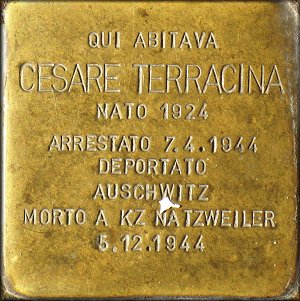 QUI ABITAVA
CESARE TERRACINA
NATO 1924
ARRESTATO 7.4.1944
DEPORTATO
AUSCHWITZ
MORTO A KZ NATZWEILER
5.12.1944